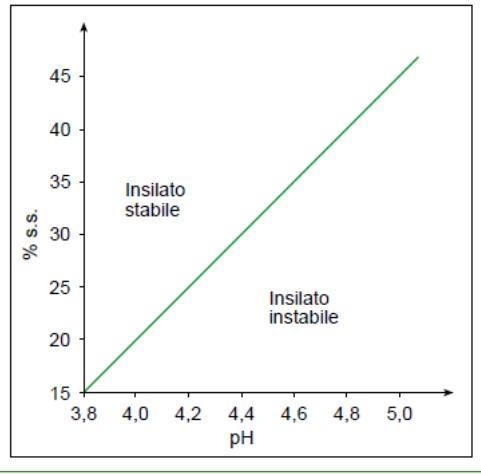 % s.s.
45
40
35
30
25
20
15
Insilato
stabile
Insilato
instabile
3,8 4,0 4,2 4,4 4,6 4,8 5,0
pH